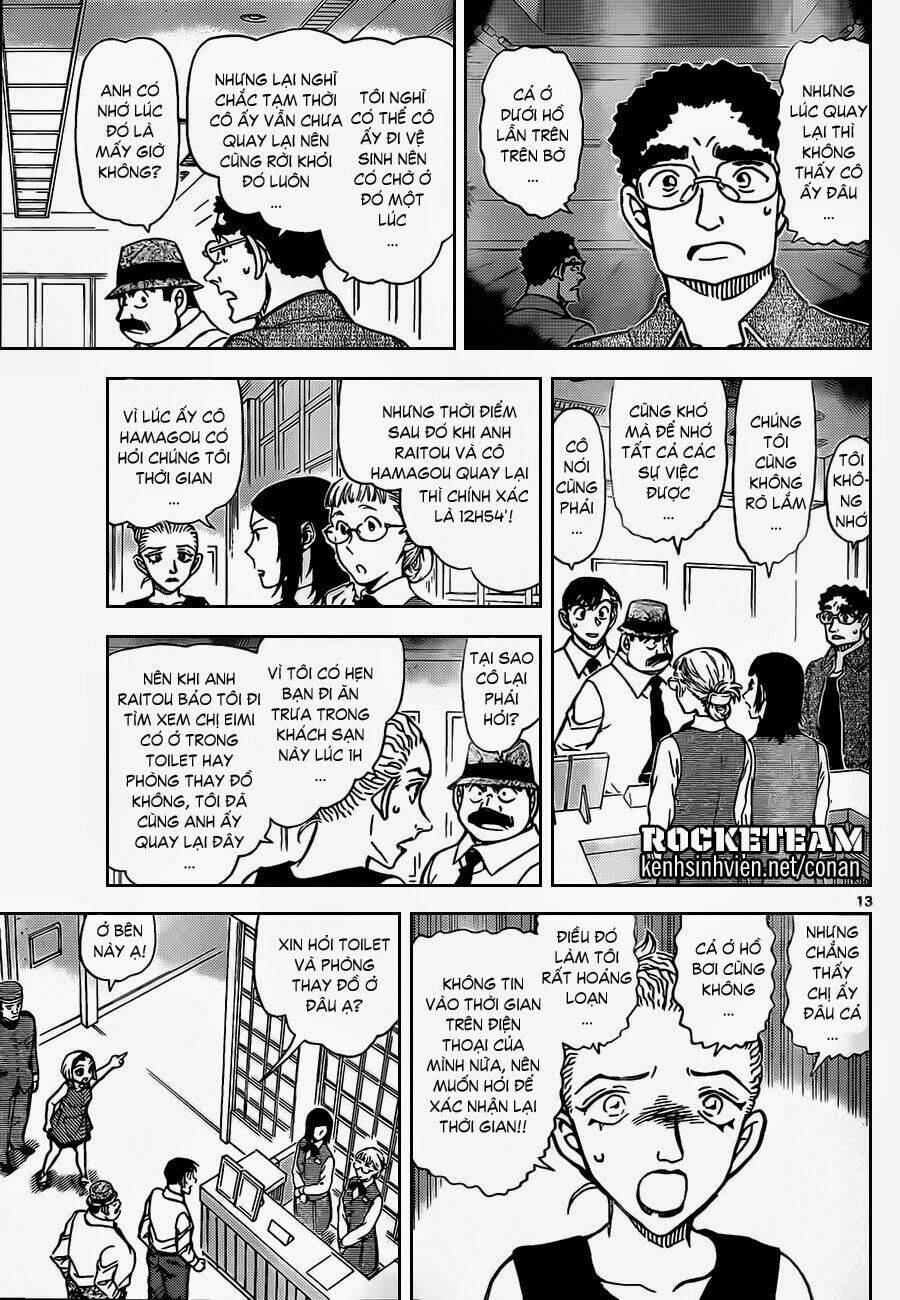 NHƯNG
LÚC QUAY
LẠI THÌ
KHÔNG
THẤY CÔ
ẤY ĐÂU
...
CẢ Ở
DƯỚI HỒ
LẪN TRÊN
TRÊN BỜ
...
TÔI NGHĨ
CÓ THỂ CÔ
ẤY ĐI VỆ
SINH NÊN
CÓ CHỜ Ở
ĐÓ MỘT
LÚC
...
NHƯNG LẠI NGHĨ
CHẮC TẠM THỜI
CÔ ẤY VẪN CHƯA
QUAY LẠI NÊN
CŨNG RỜI KHỎI
ĐÓ LUÔN
...
ANH CÓ
NHỚ LÚC
ĐÓ LÀ
MẤY GIỜ
KHÔNG?
TÔI
KHÔ-
NG
NHỚ
CHÚNG
TÔI
CŨNG
KHÔNG
RÕ LẮM
...
CŨNG KHÓ
MÀ ĐỂ NHỚ
TẤT CẢ CÁC
SỰ VIỆC
ĐƯỢC
...
CÔ
NÓI CŨNG
PHẢI
...
NHƯNG THỜI ĐIỂM
SAU ĐÓ KHI ANH
RAITOU VÀ CÔ
HAMAGOU QUAY LẠI
THÌ CHÍNH XÁC
LÀ 12H54'!
VÌ LÚC ẤY CÔ
HAMAGOU CÓ
HỎI CHÚNG TÔI
THỜI GIAN
...
TẠI SAO
CÔ LẠI
PHẢI
HỎI?
VÌ TÔI CÓ HẸN
BẠN ĐI ĂN
TRƯA TRONG
KHÁCH SẠN
NÀY LÚC 1H
...
NÊN KHI ANH
RAITOU BẢO TÔI ĐI
TÌM XEM CHỊ EIMI
CÓ Ở TRONG
TOILET HAY
PHÒNG THAY ĐỒ
KHÔNG, TÔI ĐÃ
CÙNG ANH ẤY
QUAY LẠI ĐÂY
...
ROCKETEAM
kenhsinhvien.net/conan
13
NHƯNG
CHẲNG
THẤY
CHỊ ẤY
ĐÂU CẢ
...
CẢ Ở HỒ
BƠI CŨNG
KHÔNG
...
ĐIỀU ĐÓ
LÀM TÔI
RẤT HOẢNG
LOẠN
...
KHÔNG TIN
VÀO THỜI GIAN
TRÊN ĐIỆN
THOẠI CỦA
MÌNH NỮA, NÊN
MUỐN HỎI ĐỂ
XÁC NHẬN LẠI
THỜI GIAN!!
XIN HỎI TOILET
VÀ PHÒNG
THAY ĐỒ Ở
ĐÂU Ạ?
Ở BÊN
NÀY Ạ!